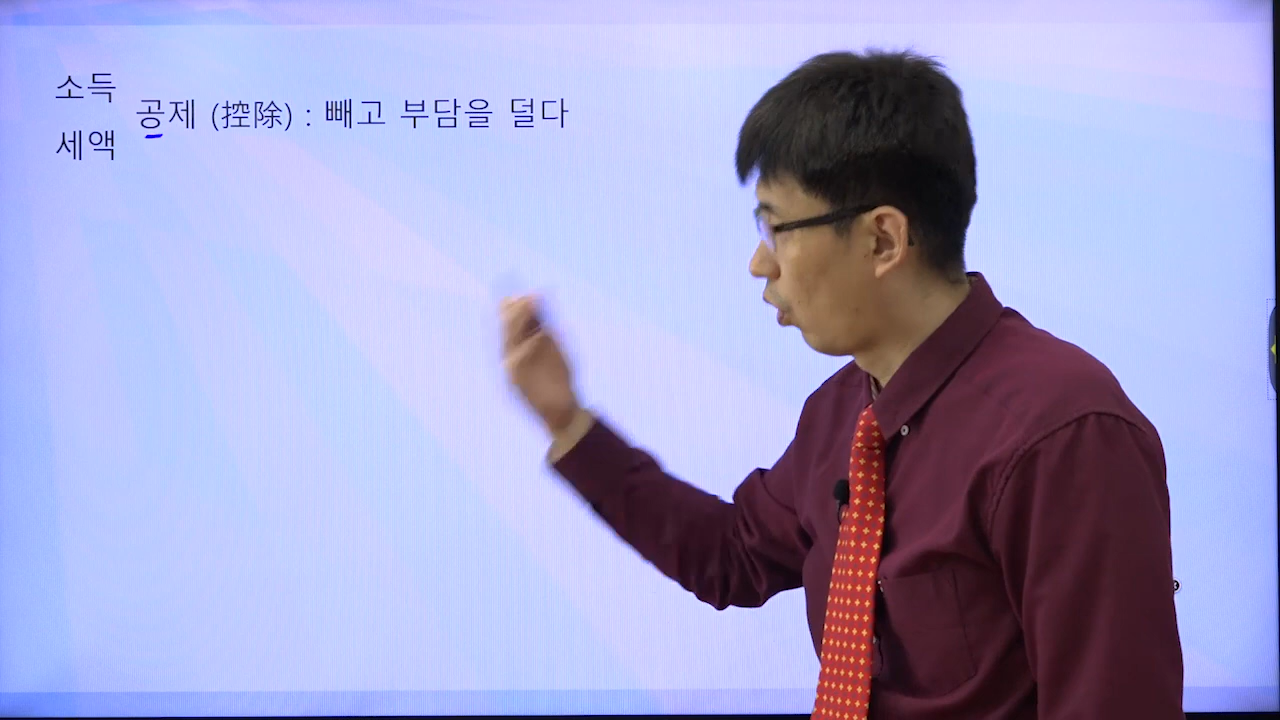 소득
공제 (控除) : 빼고 부담을 덜다
세액